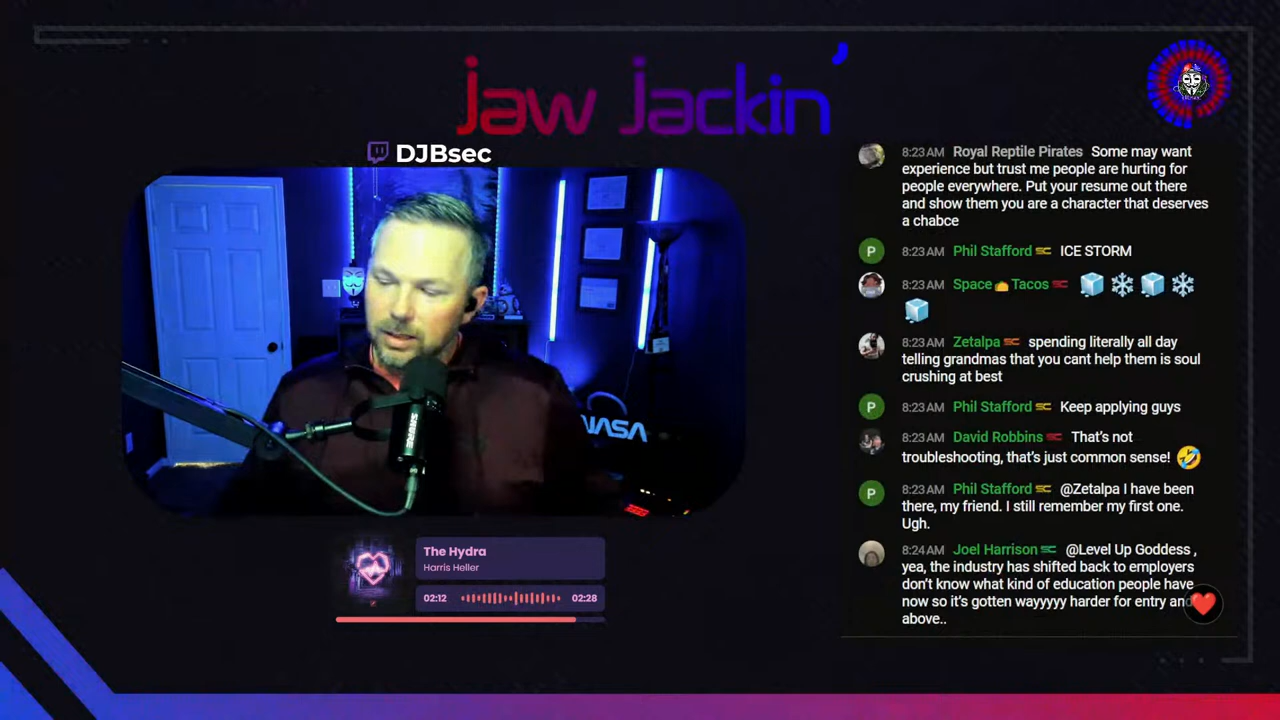 jaw jackin'
DJBsec
8:23 AM Royal Reptile Pirates Some may want
experience but trust me people are hurting for
people everywhere. Put your resume out there
and show them you are a character that deserves
a chabce
P 8:23 AM Phil Stafford ICE STORM
8:23 AM Space Tacos
8:23 AM Zetalpa spending literally all day
telling grandmas that you cant help them is soul
crushing at best
P 8:23 AM Phil Stafford Keep applying guys
8:23 AM David Robbins That's not
troubleshooting, that's just common sense!
P 8:23 AM Phil Stafford @Zetalpa I have been
there, my friend. I still remember my first one.
Ugh.
8:24 AM Joel Harrison @Level Up Goddess ,
yea, the industry has shifted back to employers
don't know what kind of education people have
now so it's gotten wayyyyy harder for entry and
above..
NASA
SHURE
The Hydra
Harris Heller
02:12 02:28